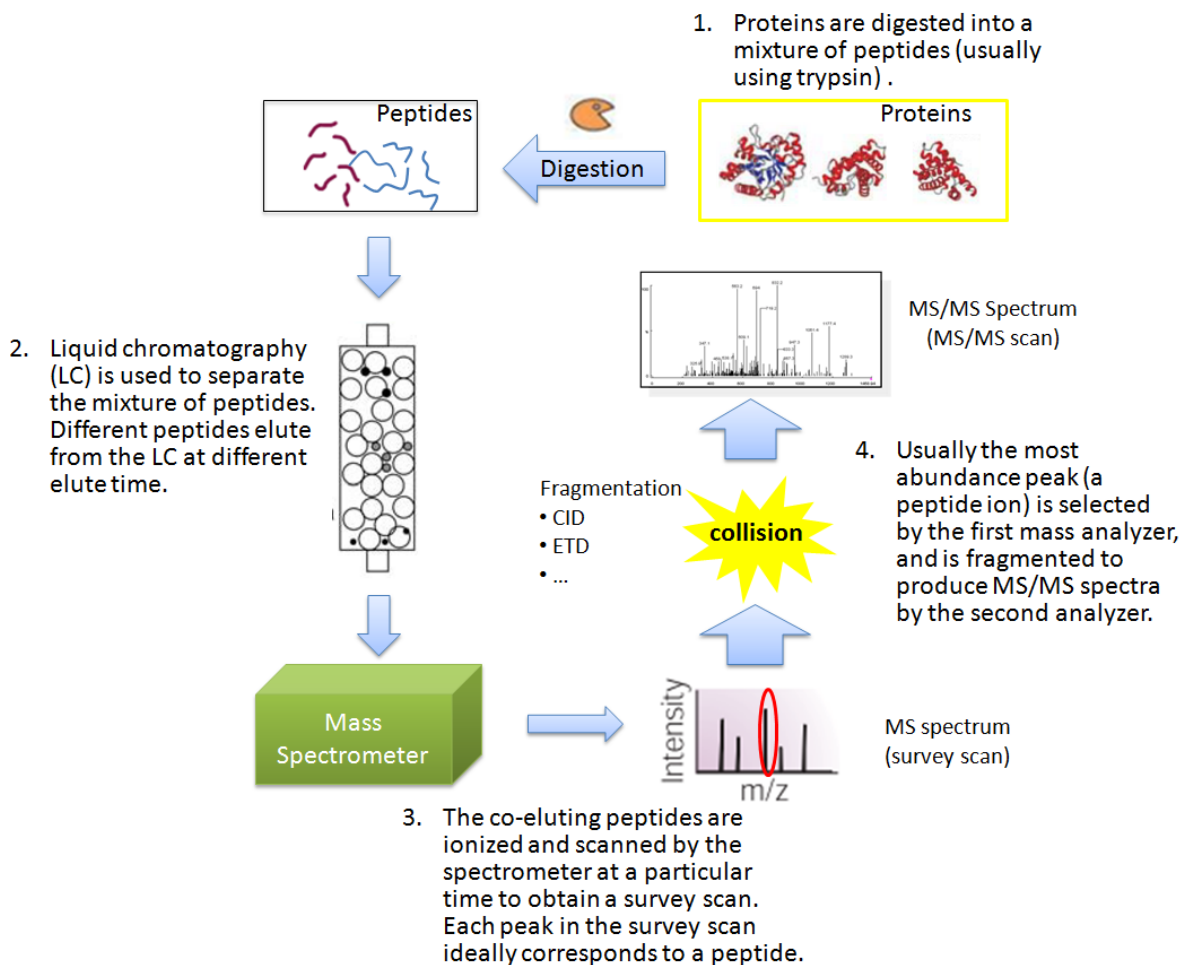 1. Proteins are digested into a
mixture of peptides (usually
using trypsin) .
Peptides
Digestion
Proteins
MS/MS Spectrum
(MS/MS scan)
2. Liquid chromatography
(LC) is used to separate
the mixture of peptides.
Different peptides elute
from the LC at different
elute time.
Fragmentation
• CID
• ETD
• ...
collision
4. Usually the most
abundance peak (a
peptide ion) is selected
by the first mass analyzer,
and is fragmented to
produce MS/MS spectra
by the second analyzer.
Mass
Spectrometer
Intensity
m/z
MS spectrum
(survey scan)
3. The co-eluting peptides are
ionized and scanned by the
spectrometer at a particular
time to obtain a survey scan.
Each peak in the survey scan
ideally corresponds to a peptide.